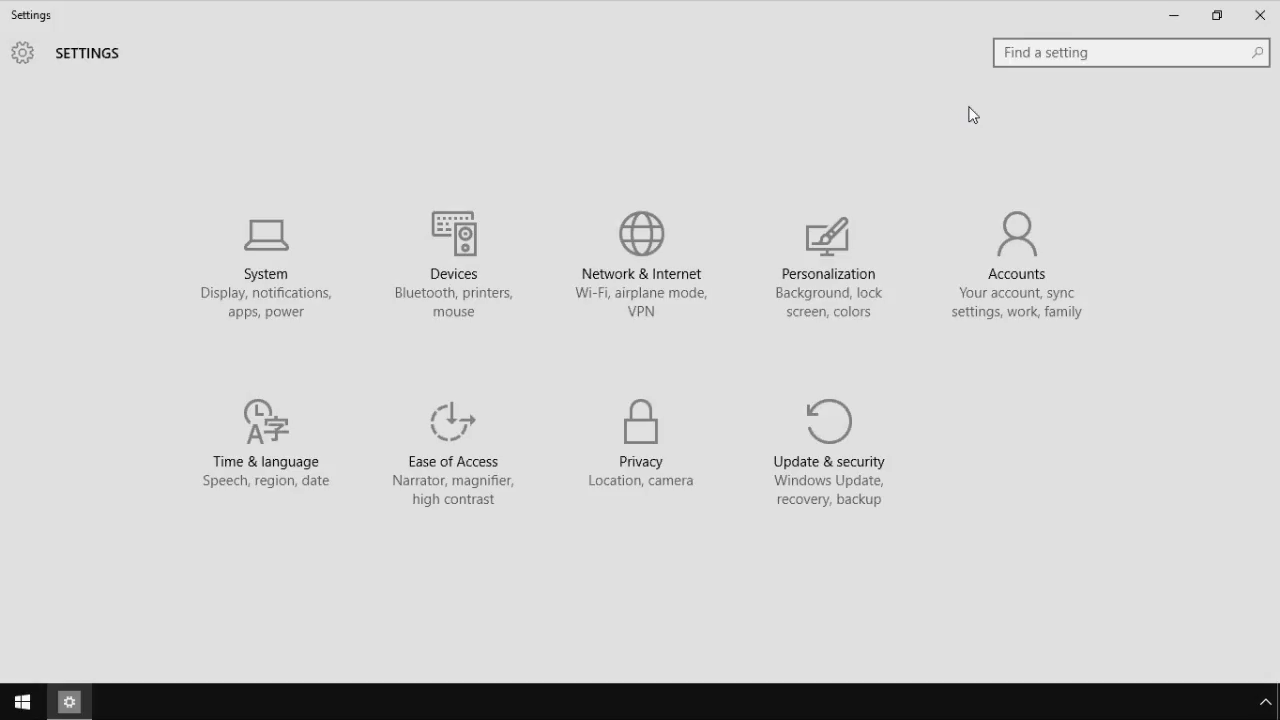 Settings
SETTINGS
Find a setting
System
Display, notifications,
apps, power
Devices
Bluetooth, printers,
mouse
Network & Internet
Wi-Fi, airplane mode,
VPN
Personalization
Background, lock
screen, colors
Accounts
Your account, sync
settings, work, family
Time & language
Speech, region, date
Ease of Access
Narrator, magnifier,
high contrast
Privacy
Location, camera
Update & security
Windows Update,
recovery, backup